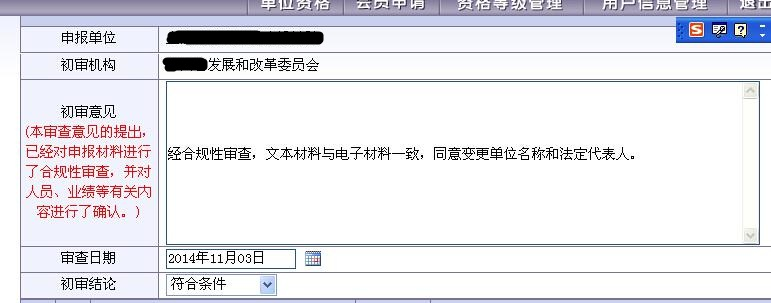 单位资格 会员申请 资格等级管理 用户信息管理 退出
申报单位
初审机构 发展和改革委员会
初审意见
(本审查意见的提出，
已经对申报材料进行
了合规性审查，并对
人员、业绩等有关内
容进行了确认。)
经合规性审查，文本材料与电子材料一致，同意变更单位名称和法定代表人。
审查日期 2014年11月03日
初审结论 符合条件